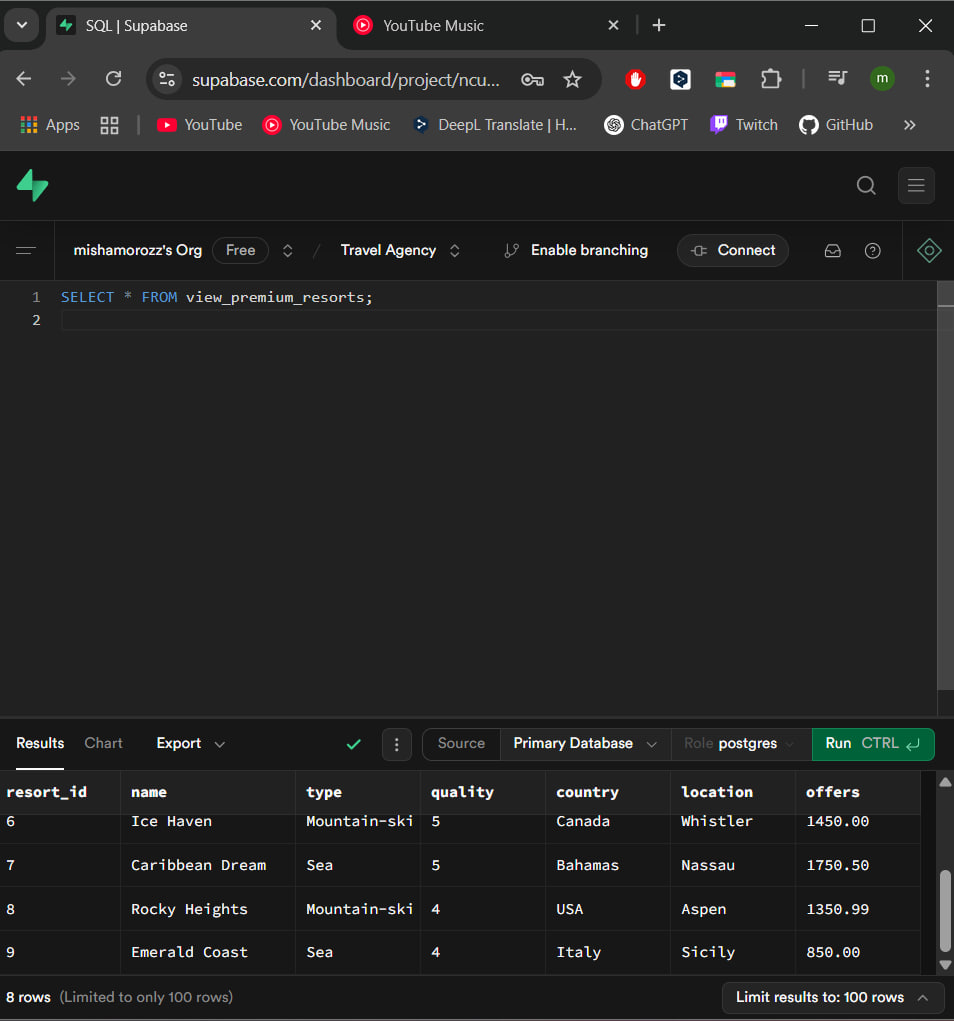 SQL | Supabase
YouTube Music
supabase.com/dashboard/project/ncu...
m
Apps YouTube YouTube Music DeepL Translate | H... ChatGPT Twitch GitHub
mishamorozz's Org Free / Travel Agency Enable branching Connect
1 SELECT * FROM view_premium_resorts;
2
Results Chart Export Source Primary Database Role postgres Run CTRL
resort_id name type quality country location offers
6 Ice Haven Mountain-ski 5 Canada Whistler 1450.00
7 Caribbean Dream Sea 5 Bahamas Nassau 1750.50
8 Rocky Heights Mountain-ski 4 USA Aspen 1350.99
9 Emerald Coast Sea 4 Italy Sicily 850.00
8 rows (Limited to only 100 rows) Limit results to: 100 rows